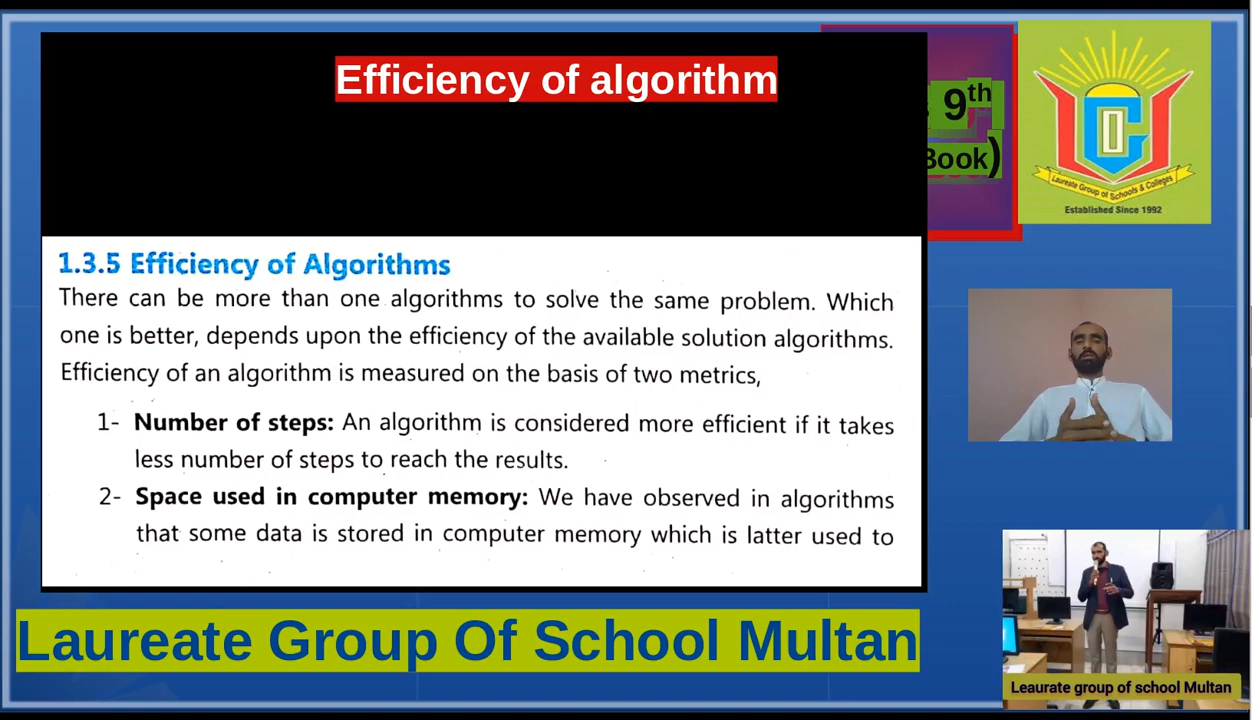 Efficiency of algorithm
9th
Book)
Laureate Group of Schools & Colleges
Established Since 1992
1.3.5 Efficiency of Algorithms
There can be more than one algorithms to solve the same problem. Which
one is better, depends upon the efficiency of the available solution algorithms.
Efficiency of an algorithm is measured on the basis of two metrics,
1- Number of steps: An algorithm is considered more efficient if it takes
less number of steps to reach the results.
2- Space used in computer memory: We have observed in algorithms
that some data is stored in computer memory which is latter used to
Laureate Group Of School Multan
Leaurate group of school Multan